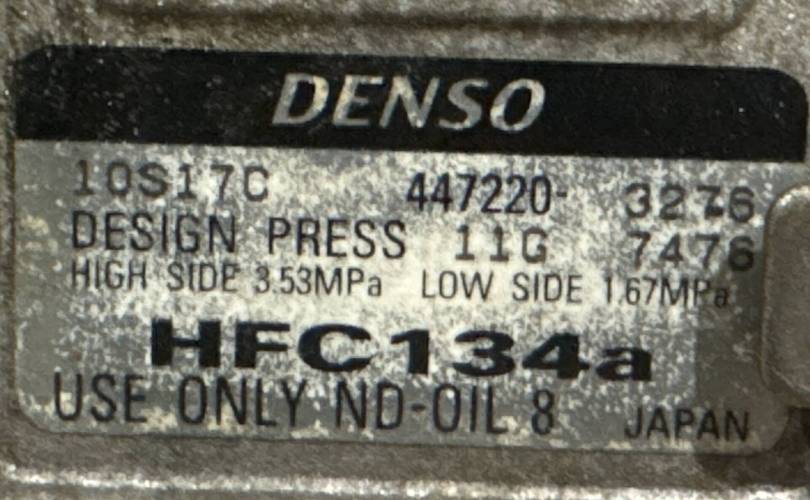 DENSO
10S17C 447220- 3276
DESIGN PRESS 11G 7476
HIGH SIDE 3.53MPa LOW SIDE 1.67MPa
HFC134a
USE ONLY ND-OIL 8 JAPAN